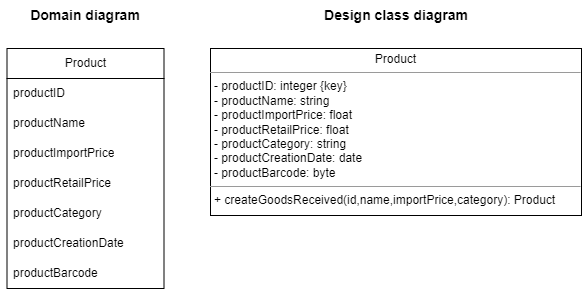 Domain diagram
Product
productID
productName
productImportPrice
productRetailPrice
productCategory
productCreationDate
productBarcode
Design class diagram
Product
- productID: integer {key}
- productName: string
- productImportPrice: float
- productRetailPrice: float
- productCategory: string
- productCreationDate: date
- productBarcode: byte
+ createGoodsReceived(id,name,importPrice,category): Product